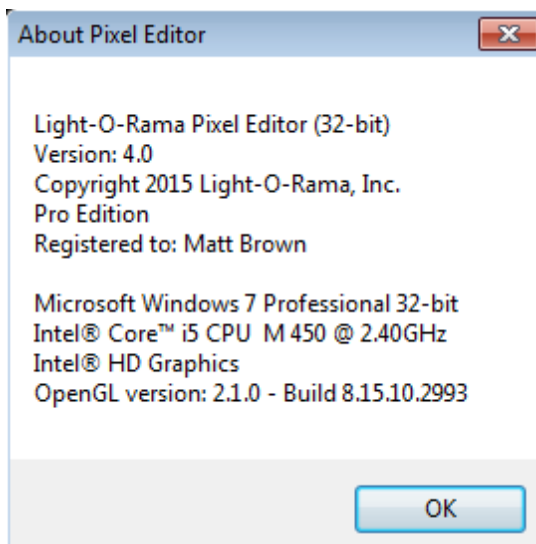 About Pixel Editor
Light-O-Rama Pixel Editor (32-bit)
Version: 4.0
Copyright 2015 Light-O-Rama, Inc.
Pro Edition
Registered to: Matt Brown
Microsoft Windows 7 Professional 32-bit
Intel® Core™ i5 CPU  M 450 @ 2.40GHz
Intel® HD Graphics
OpenGL version: 2.1.0 - Build 8.15.10.2993
OK